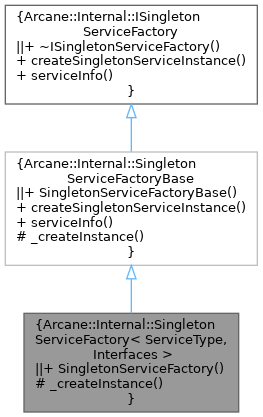 {Arcane::Internal::ISingleton
ServiceFactory
||+ ~ISingletonServiceFactory()
+ createSingletonServiceInstance()
+ serviceInfo()
}
{Arcane::Internal::Singleton
ServiceFactoryBase
||+ SingletonServiceFactoryBase()
+ createSingletonServiceInstance()
+ serviceInfo()
# _createInstance()
}
{Arcane::Internal::Singleton
ServiceFactory< ServiceType,
Interfaces >
||+ SingletonServiceFactory()
# _createInstance()
}